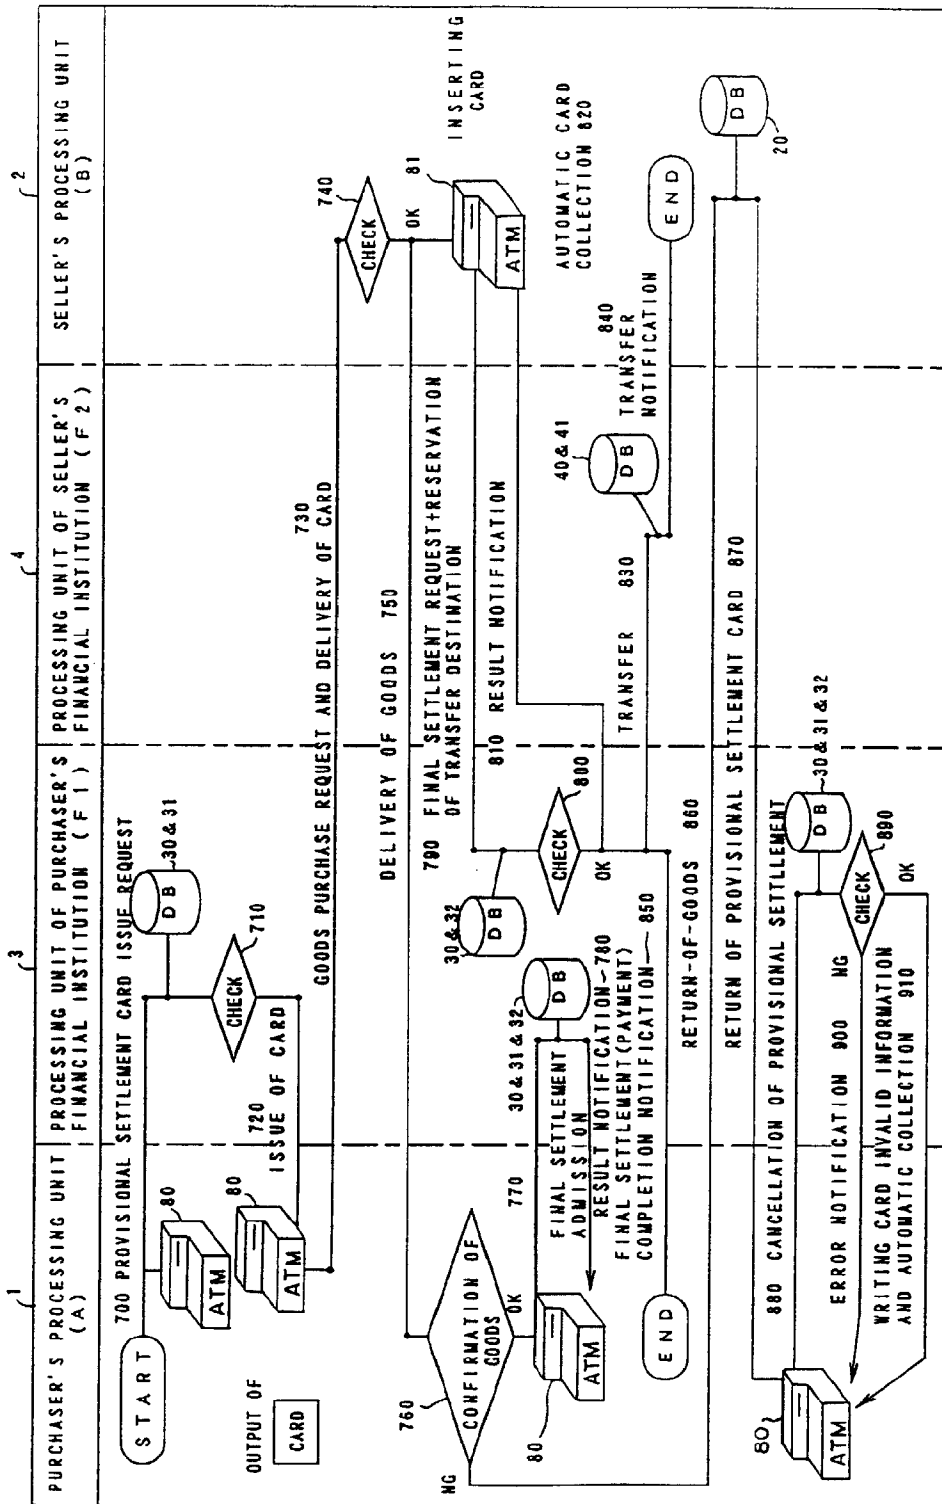 1
PURCHASER'S PROCESSING UNIT
(A)
3
PROCESSING UNIT OF PURCHASER'S
FINANCIAL INSTITUTION (F1)
4
PROCESSING UNIT OF SELLER'S
FINANCIAL INSTITUTION (F2)
2
SELLER'S PROCESSING UNIT
(B)
START
700 PROVISIONAL SETTLEMENT CARD ISSUE REQUEST
80
ATM
DB
30&31
CHECK
710
OUTPUT OF
CARD
80
ATM
720
ISSUE OF CARD
GOODS PURCHASE REQUEST AND DELIVERY OF CARD
730
CHECK
740
OK
DELIVERY OF GOODS 750
760
CONFIRMATION OF
GOODS
NG
OK
81
ATM
INSERTING
CARD
790 FINAL SETTLEMENT REQUEST+RESERVATION
OF TRANSFER DESTINATION
30&32
DB
CHECK
800
OK
810 RESULT NOTIFICATION
AUTOMATIC CARD
COLLECTION 820
770
80
ATM
FINAL SETTLEMENT
ADMISSION
30&31&32
DB
RESULT NOTIFICATION~780
FINAL SETTLEMENT(PAYMENT)
COMPLETION NOTIFICATION~850
END
TRANSFER 830
40&41
DB
840
TRANSFER
NOTIFICATION
END
RETURN-OF-GOODS 860
RETURN OF PROVISIONAL SETTLEMENT CARD 870
DB
20
880 CANCELLATION OF PROVISIONAL SETTLEMENT
80
ATM
DB
30&31&32
CHECK
890
ERROR NOTIFICATION 900 NG
OK
WRITING CARD INVALID INFORMATION
AND AUTOMATIC COLLECTION 910